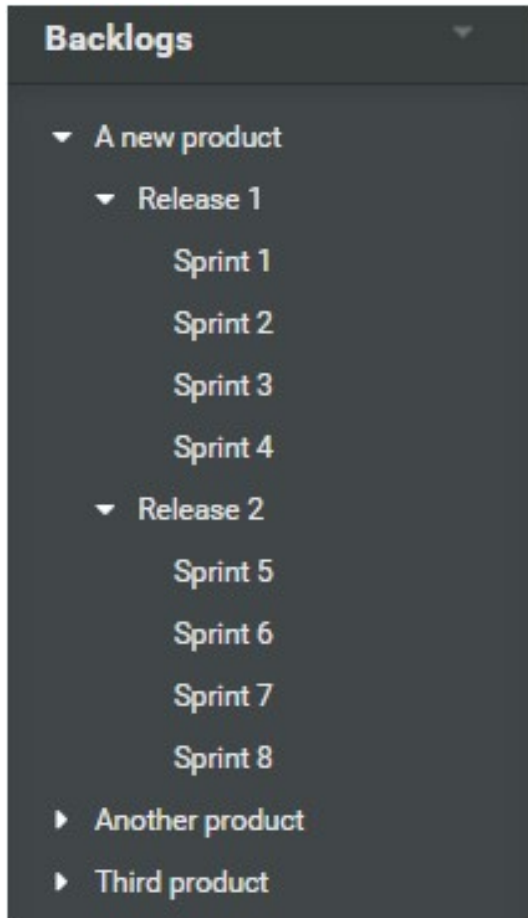 Backlogs
A new product
Release 1
Sprint 1
Sprint 2
Sprint 3
Sprint 4
Release 2
Sprint 5
Sprint 6
Sprint 7
Sprint 8
Another product
Third product